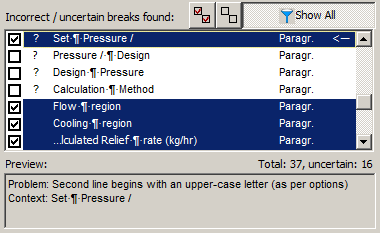 Incorrect / uncertain breaks found: Show All
? Set·¶·Pressure·/ Paragr. <—
? Pressure·/·¶·Design Paragr.
? Design·¶·Pressure Paragr.
? Calculation·¶·Method Paragr.
Flow·¶·region Paragr.
Cooling·¶·region Paragr.
...lculated·Relief·¶·rate·(kg/hr) Paragr.
Preview: Total: 37, uncertain: 16
Problem: Second line begins with an upper-case letter (as per options)
Context: Set·¶·Pressure·/